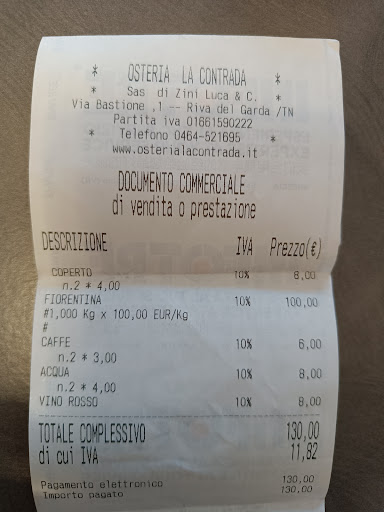 * OSTERIA LA CONTRADA *
* Sas di Zini Luca & C. *
Via Bastione ,1 -- Riva del Garda /TN
Partita iva 01661590222
* Telefono 0464-521695 *
www.osterialacontrada.it
DOCUMENTO COMMERCIALE
di vendita o prestazione
DESCRIZIONE IVA Prezzo(€)
COPERTO 10% 8,00
n.2 * 4,00
FIORENTINA 10% 100,00
#1,000 Kg x 100,00 EUR/Kg
#
CAFFE 10% 6,00
n.2 * 3,00
ACQUA 10% 8,00
n.2 * 4,00
VINO ROSSO 10% 8,00
TOTALE COMPLESSIVO 130,00
di cui IVA 11,82
Pagamento elettronico 130,00
Importo pagato 130,00